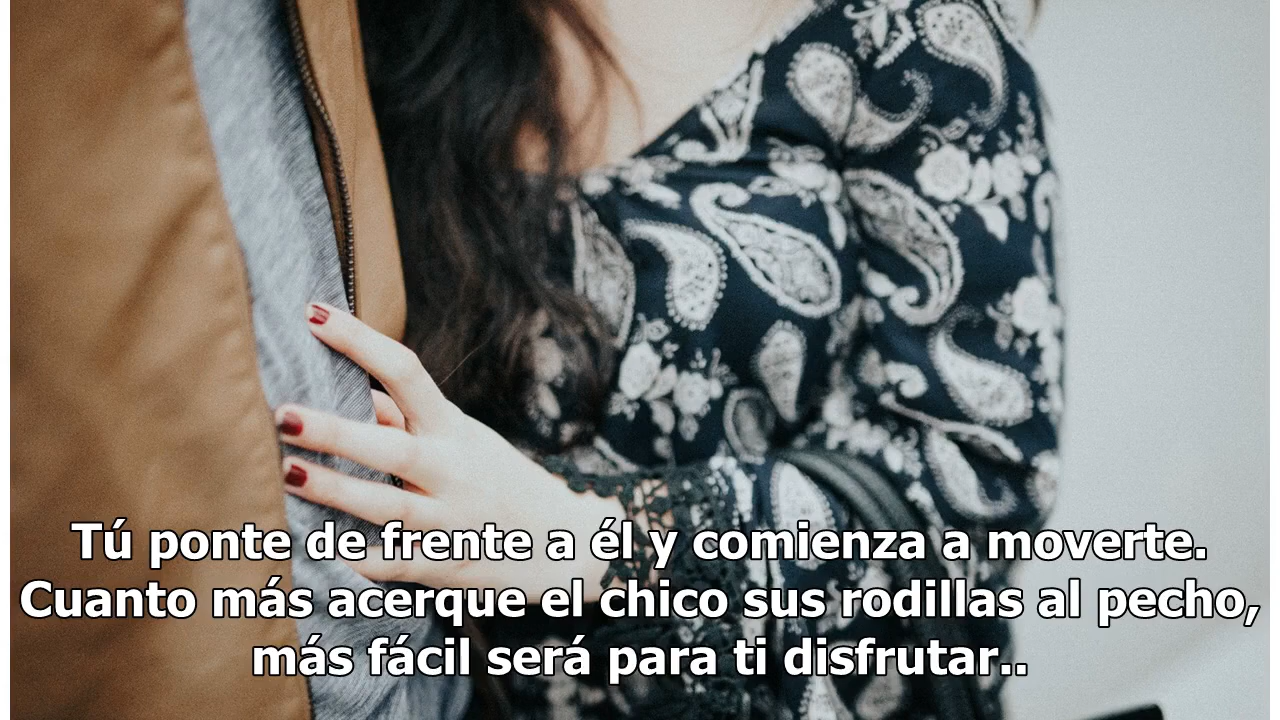 Tú ponte de frente a él y comienza a moverte.
Cuanto más acerque el chico sus rodillas al pecho,
más fácil será para ti disfrutar..